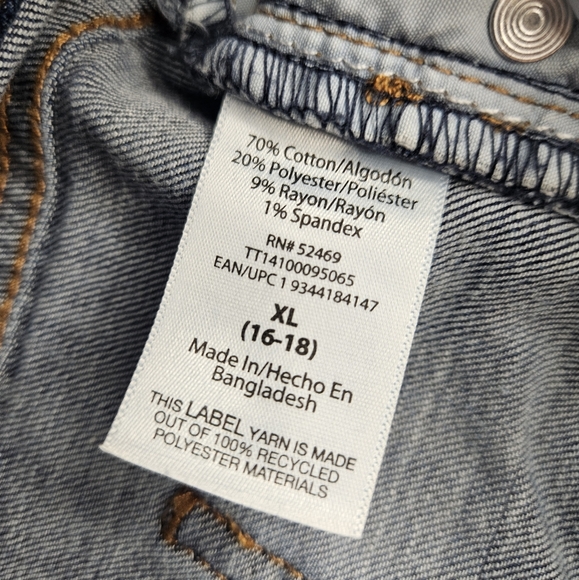 70% Cotton/Algodón
20% Polyester/Poliéster
9% Rayon/Rayón
1% Spandex
RN# 52469
TT14100095065
EAN/UPC 1 9344184147
XL
(16-18)
Made In/Hecho En
Bangladesh
THIS LABEL YARN IS MADE
OUT OF 100% RECYCLED
POLYESTER MATERIALS